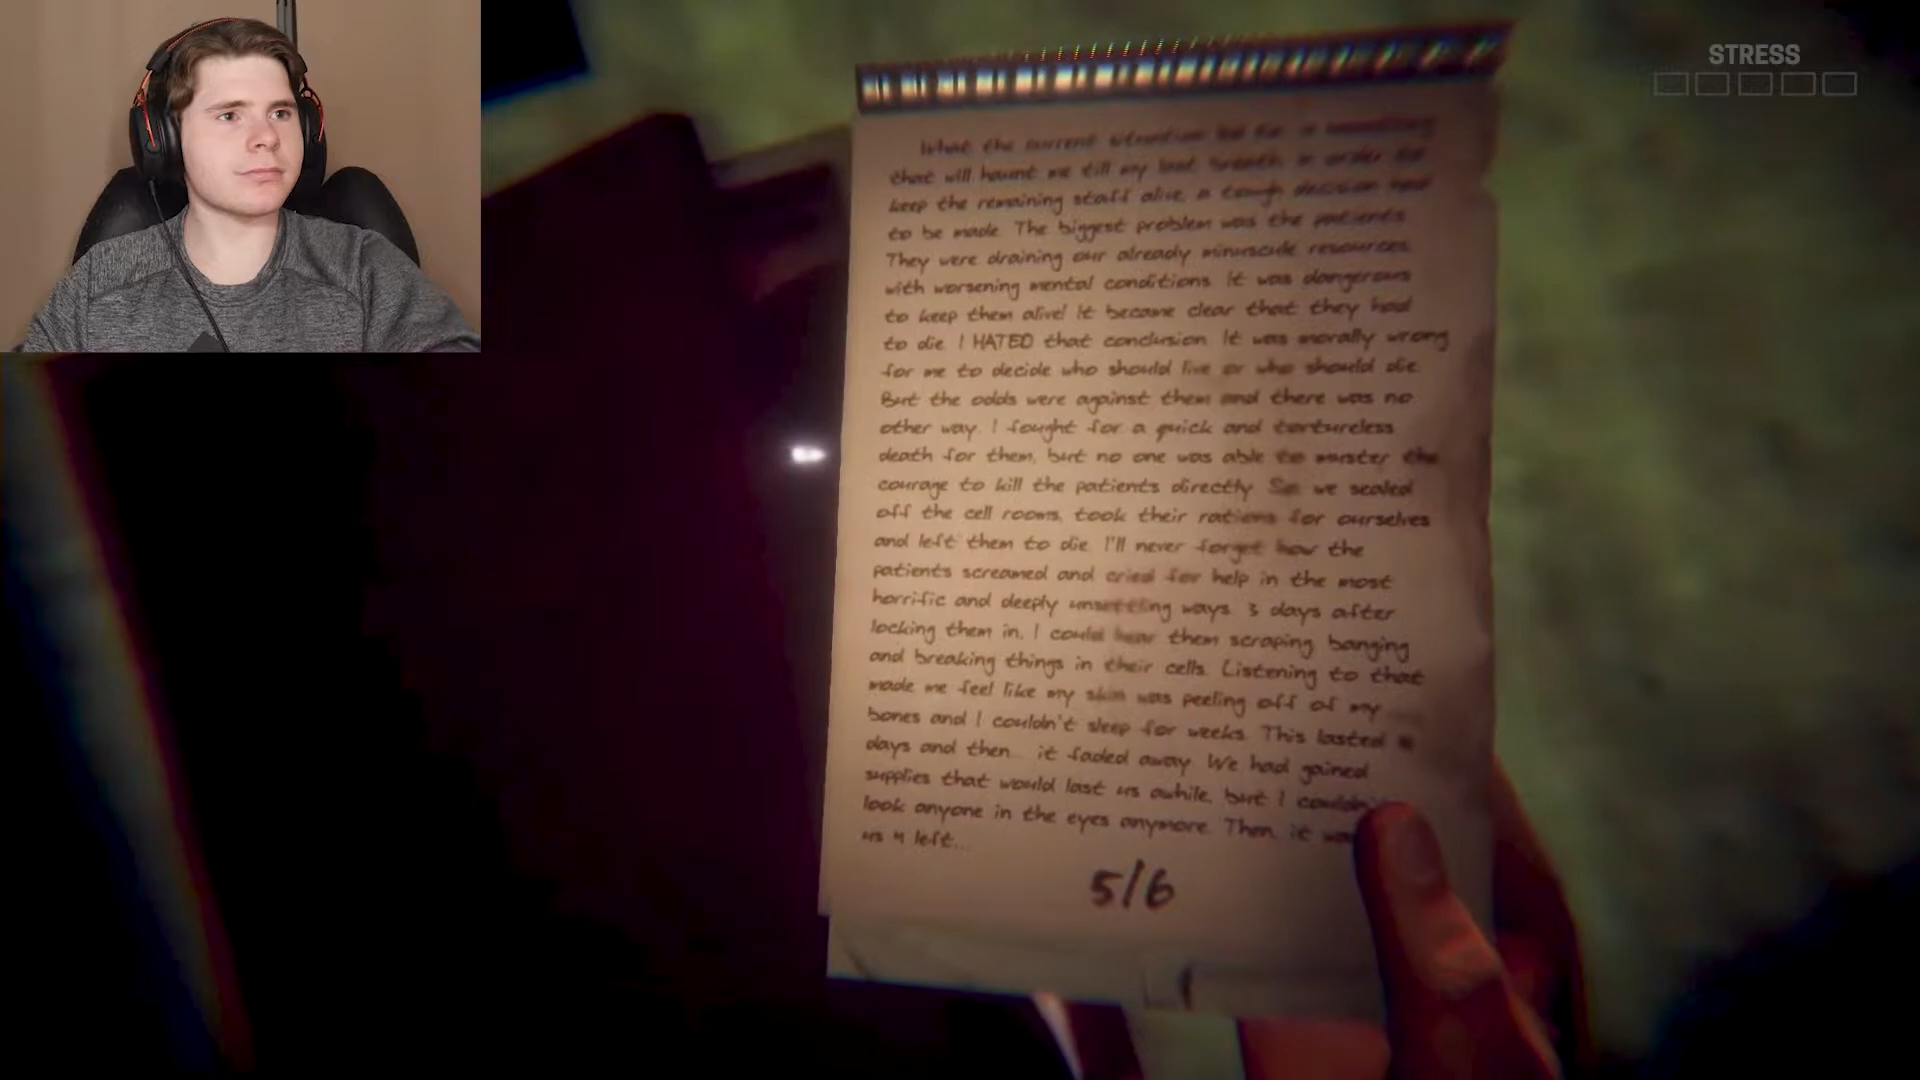 STRESS
What the current situation led to is something
that will haunt me till my last breath. In order to
keep the remaining staff alive, a tough decision had
to be made. The biggest problem was the patients.
They were draining our already minuscule resources
with worsening mental conditions. It was dangerous
to keep them alive! It became clear that they had
to die. I HATED that conclusion. It was morally wrong
for me to decide who should live or who should die.
But the odds were against them and there was no
other way. I fought for a quick and tortureless
death for them, but no one was able to muster the
courage to kill the patients directly. So we sealed
off the cell rooms, took their rations for ourselves
and left them to die. I'll never forget how the
patients screamed and cried for help in the most
horrific and deeply unsettling ways. 3 days after
locking them in, I could hear them scraping banging
and breaking things in their cells. Listening to that
made me feel like my skin was peeling off of my
bones and I couldn't sleep for weeks. This lasted
days and then... it faded away. We had gained
supplies that would last us awhile, but I
look anyone in the eyes anymore. Then, it
us 4 left...
5/6